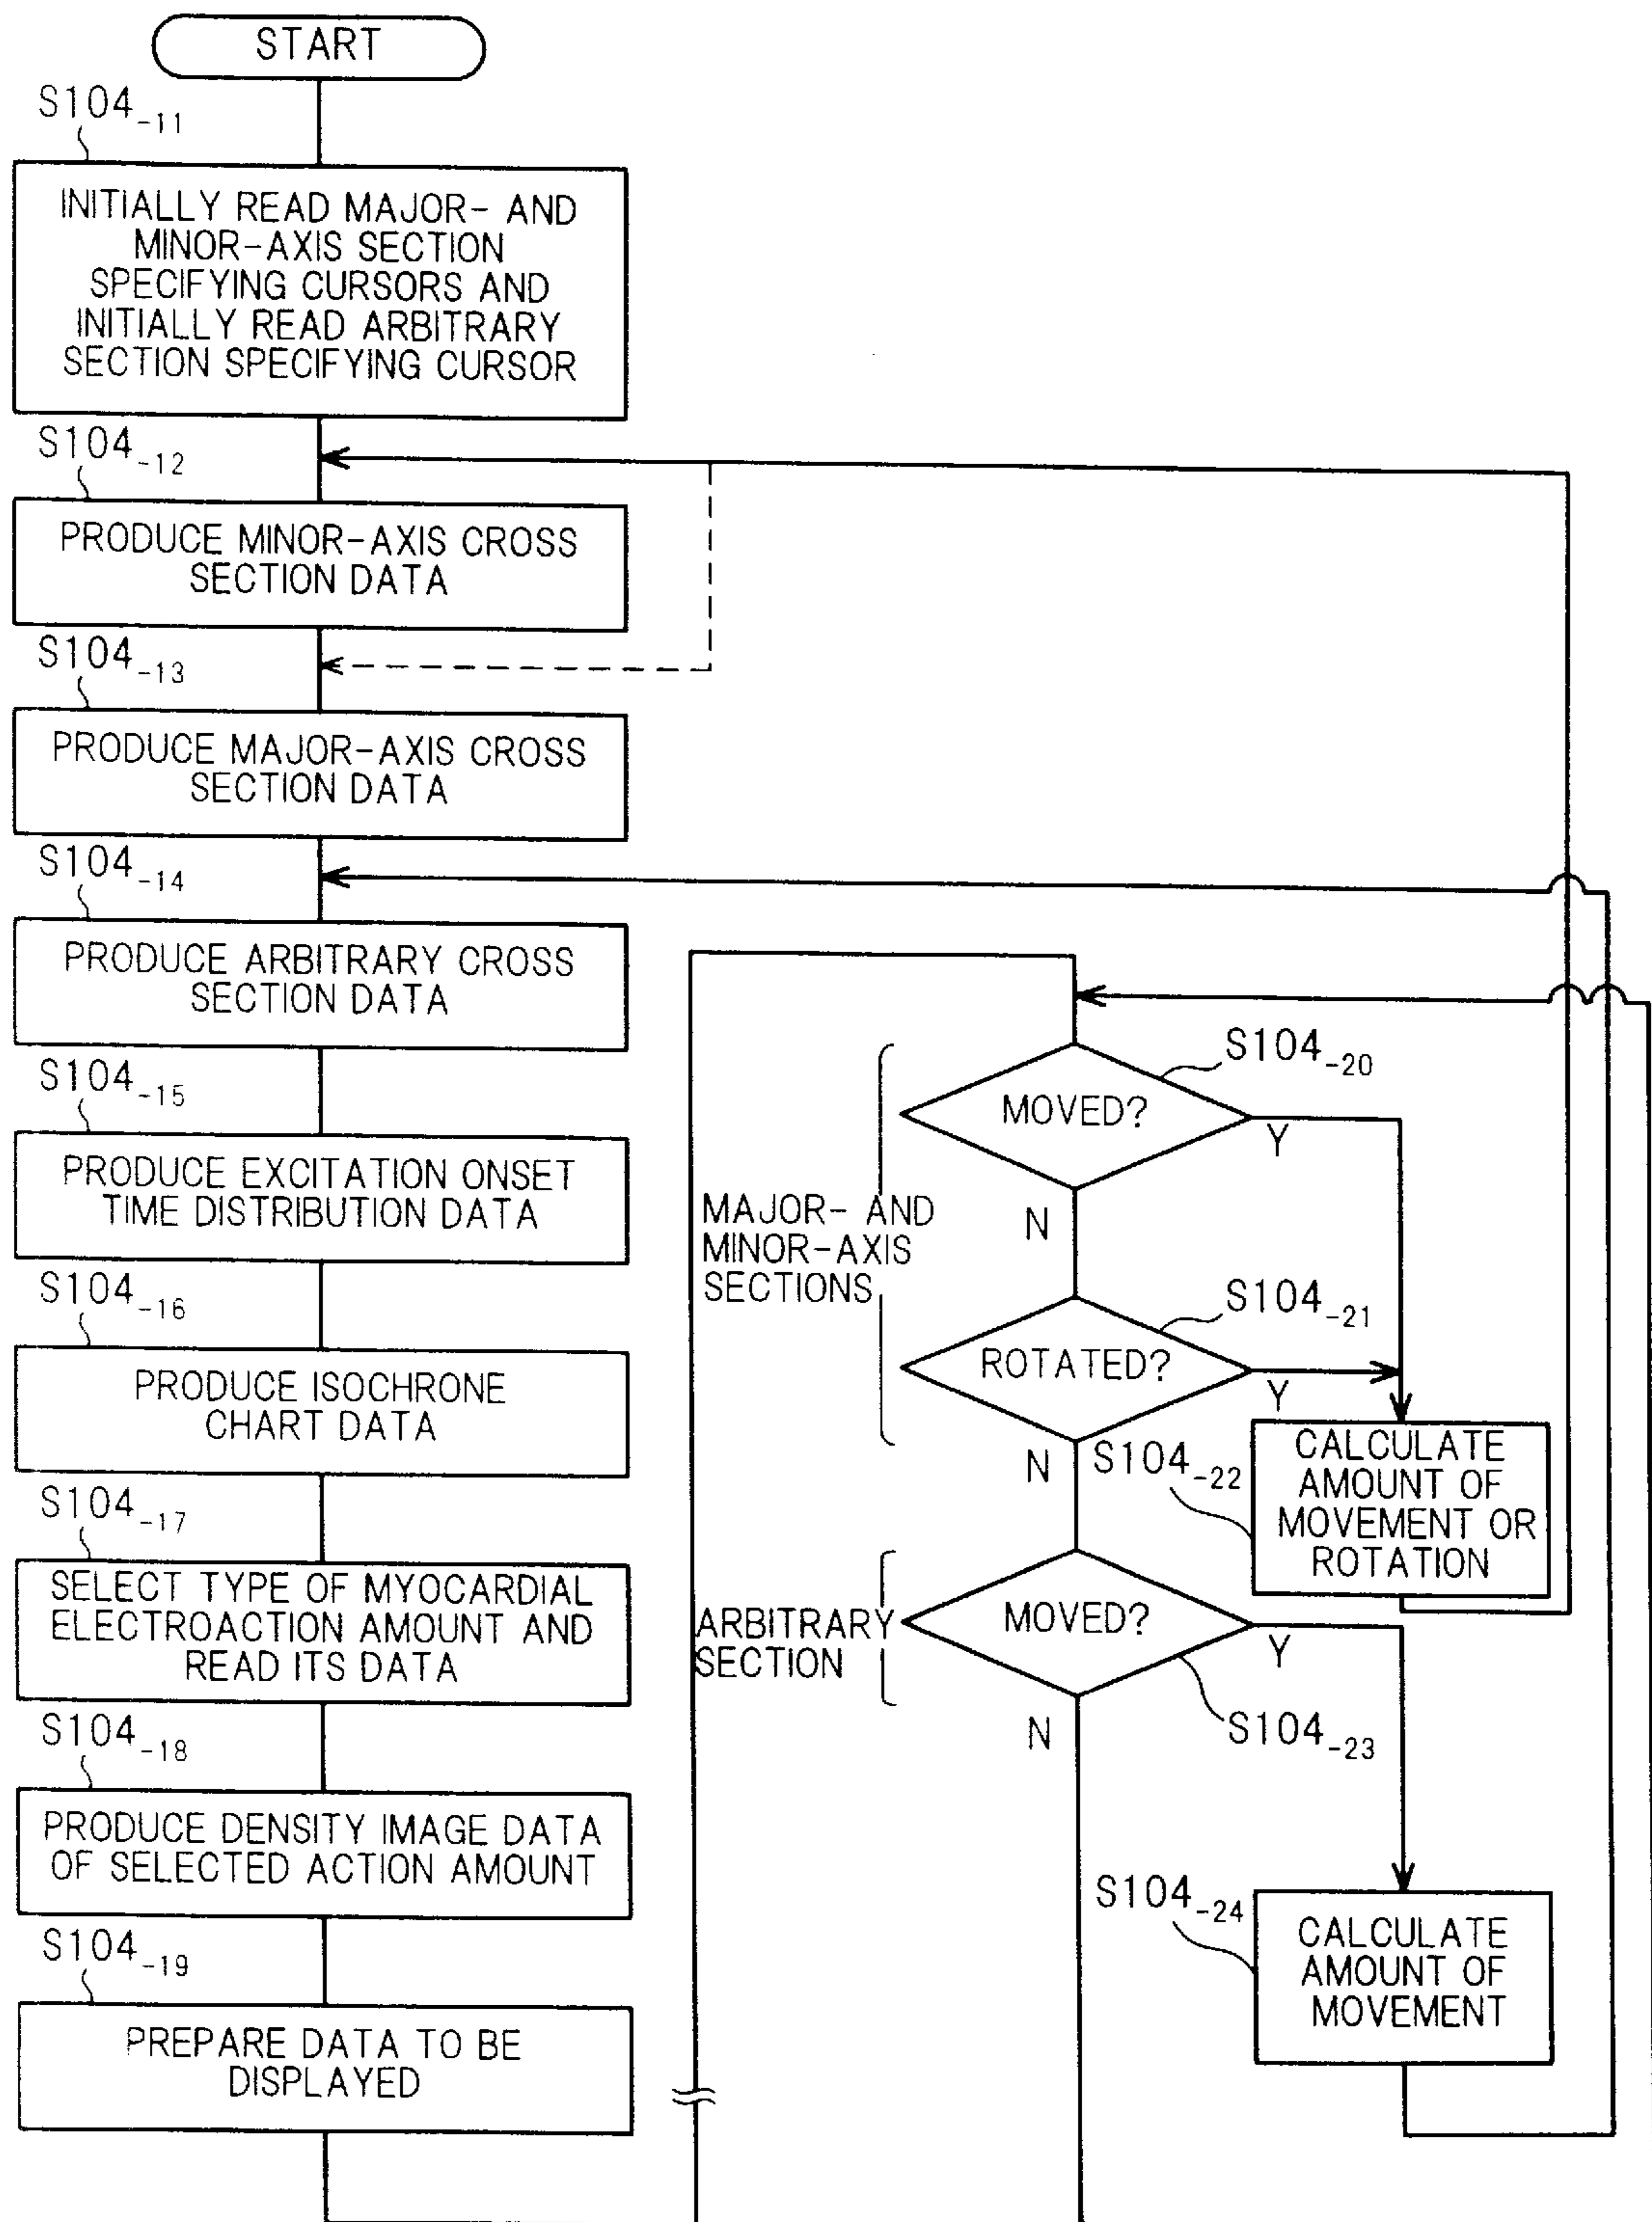 START
S104-11
INITIALLY READ MAJOR- AND
MINOR-AXIS SECTION
SPECIFYING CURSORS AND
INITIALLY READ ARBITRARY
SECTION SPECIFYING CURSOR
S104-12
PRODUCE MINOR-AXIS CROSS
SECTION DATA
S104-13
PRODUCE MAJOR-AXIS CROSS
SECTION DATA
S104-14
PRODUCE ARBITRARY CROSS
SECTION DATA
S104-15
PRODUCE EXCITATION ONSET
TIME DISTRIBUTION DATA
S104-16
PRODUCE ISOCHRONE
CHART DATA
S104-17
SELECT TYPE OF MYOCARDIAL
ELECTROACTION AMOUNT AND
READ ITS DATA
S104-18
PRODUCE DENSITY IMAGE DATA
OF SELECTED ACTION AMOUNT
S104-19
PREPARE DATA TO BE
DISPLAYED
S104-20
MOVED?
Y
N
MAJOR- AND
MINOR-AXIS
SECTIONS
S104-21
ROTATED?
Y
N
S104-22
CALCULATE
AMOUNT OF
MOVEMENT OR
ROTATION
ARBITRARY
SECTION
MOVED?
Y
N
S104-23
S104-24
CALCULATE
AMOUNT OF
MOVEMENT